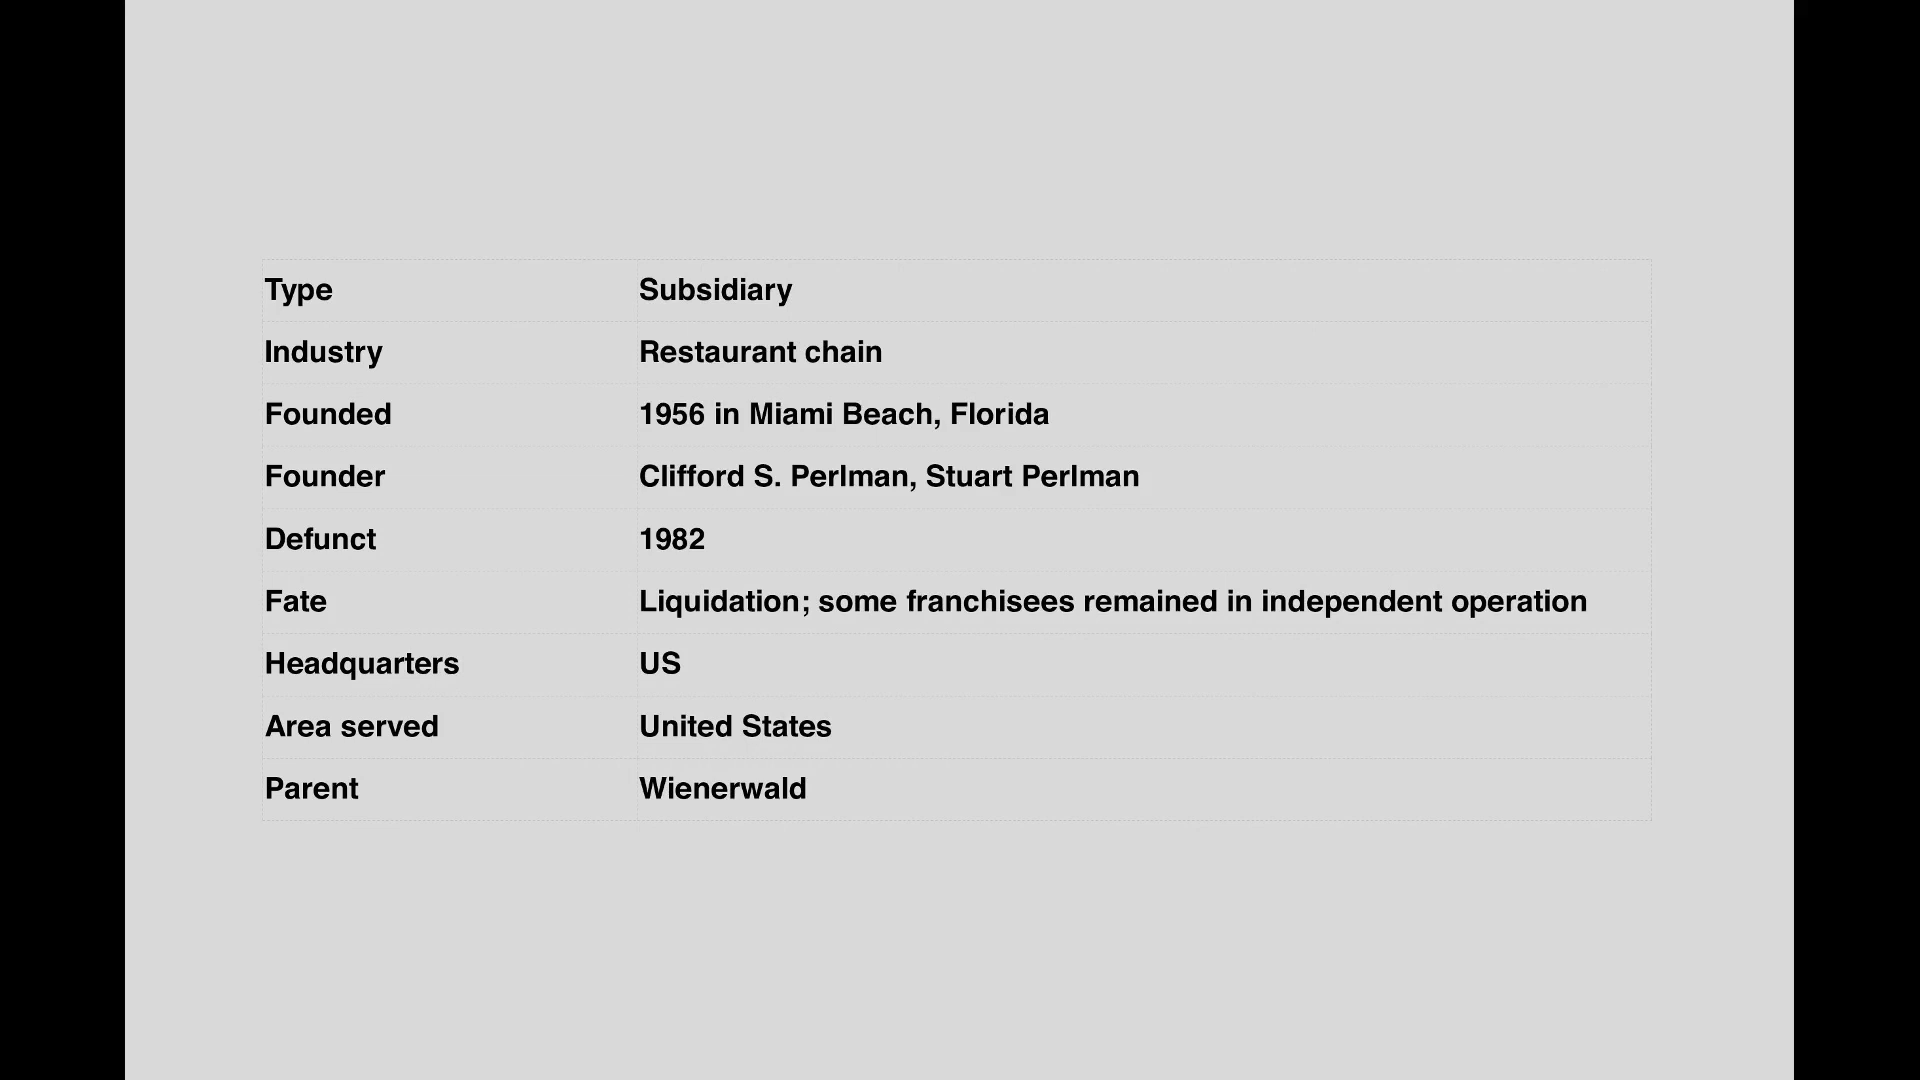 Type Subsidiary
Industry Restaurant chain
Founded 1956 in Miami Beach, Florida
Founder Clifford S. Perlman, Stuart Perlman
Defunct 1982
Fate Liquidation; some franchisees remained in independent operation
Headquarters US
Area served United States
Parent Wienerwald